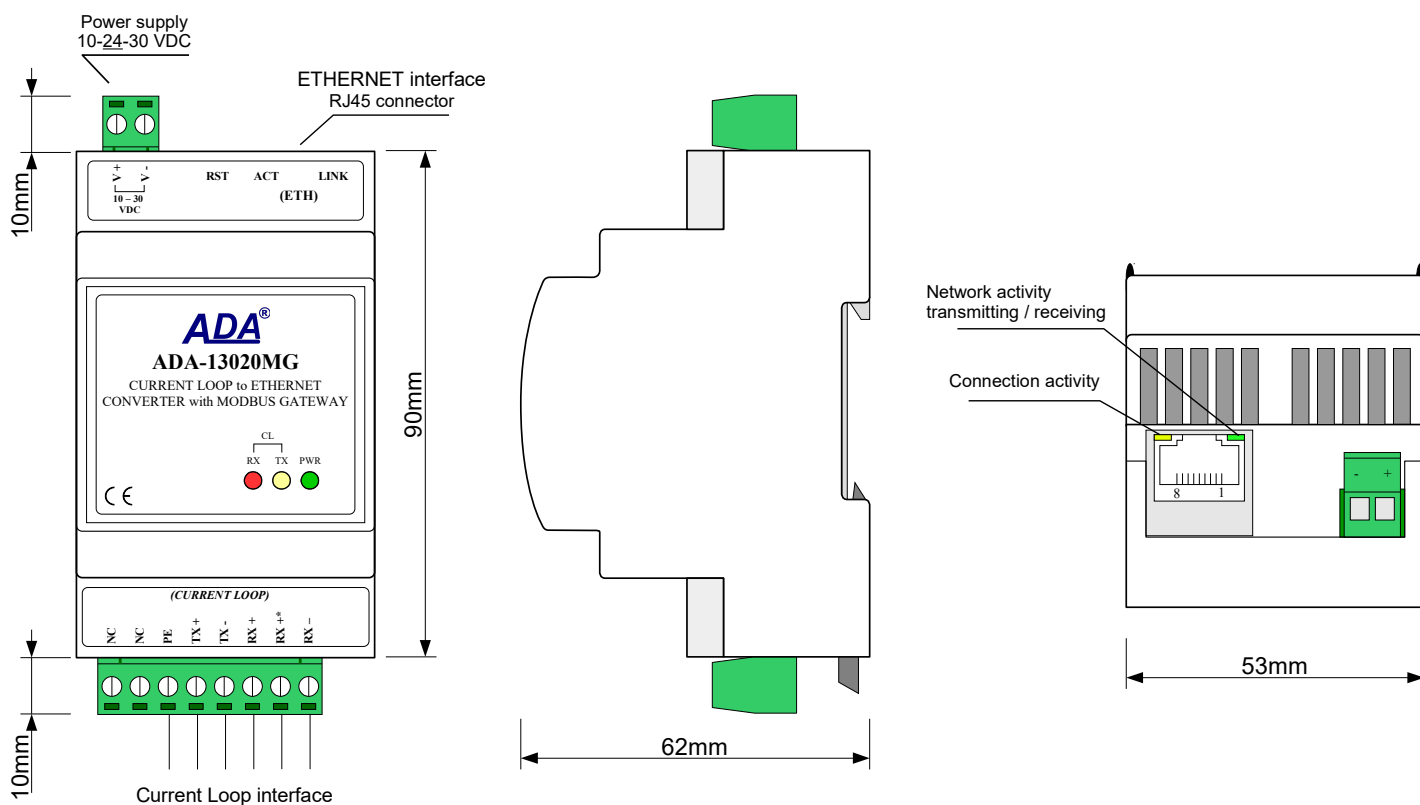 Power supply
10-24-30 VDC
ETHERNET interface
RJ45 connector
10mm
V +
V -
10 – 30
VDC
RST ACT LINK
(ETH)
ADA®
ADA-13020MG
CURRENT LOOP to ETHERNET
CONVERTER with MODBUS GATEWAY
CL
RX TX PWR
CE
90mm
(CURRENT LOOP)
NC
NC
PE
TX +
TX -
RX +
RX +*
RX –
10mm
Current Loop interface
62mm
Network activity
transmitting / receiving
Connection activity
8 1
- +
53mm